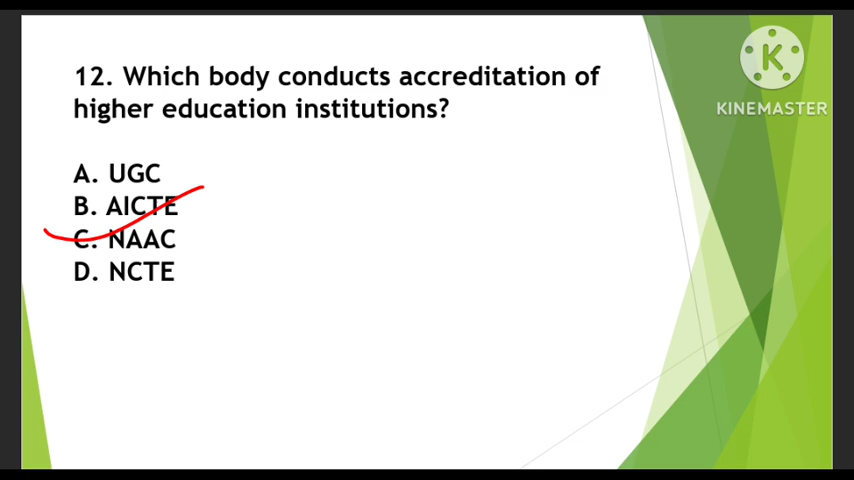 12. Which body conducts accreditation of
higher education institutions?
A. UGC
B. AICTE
C. NAAC
D. NCTE
K
KINEMASTER